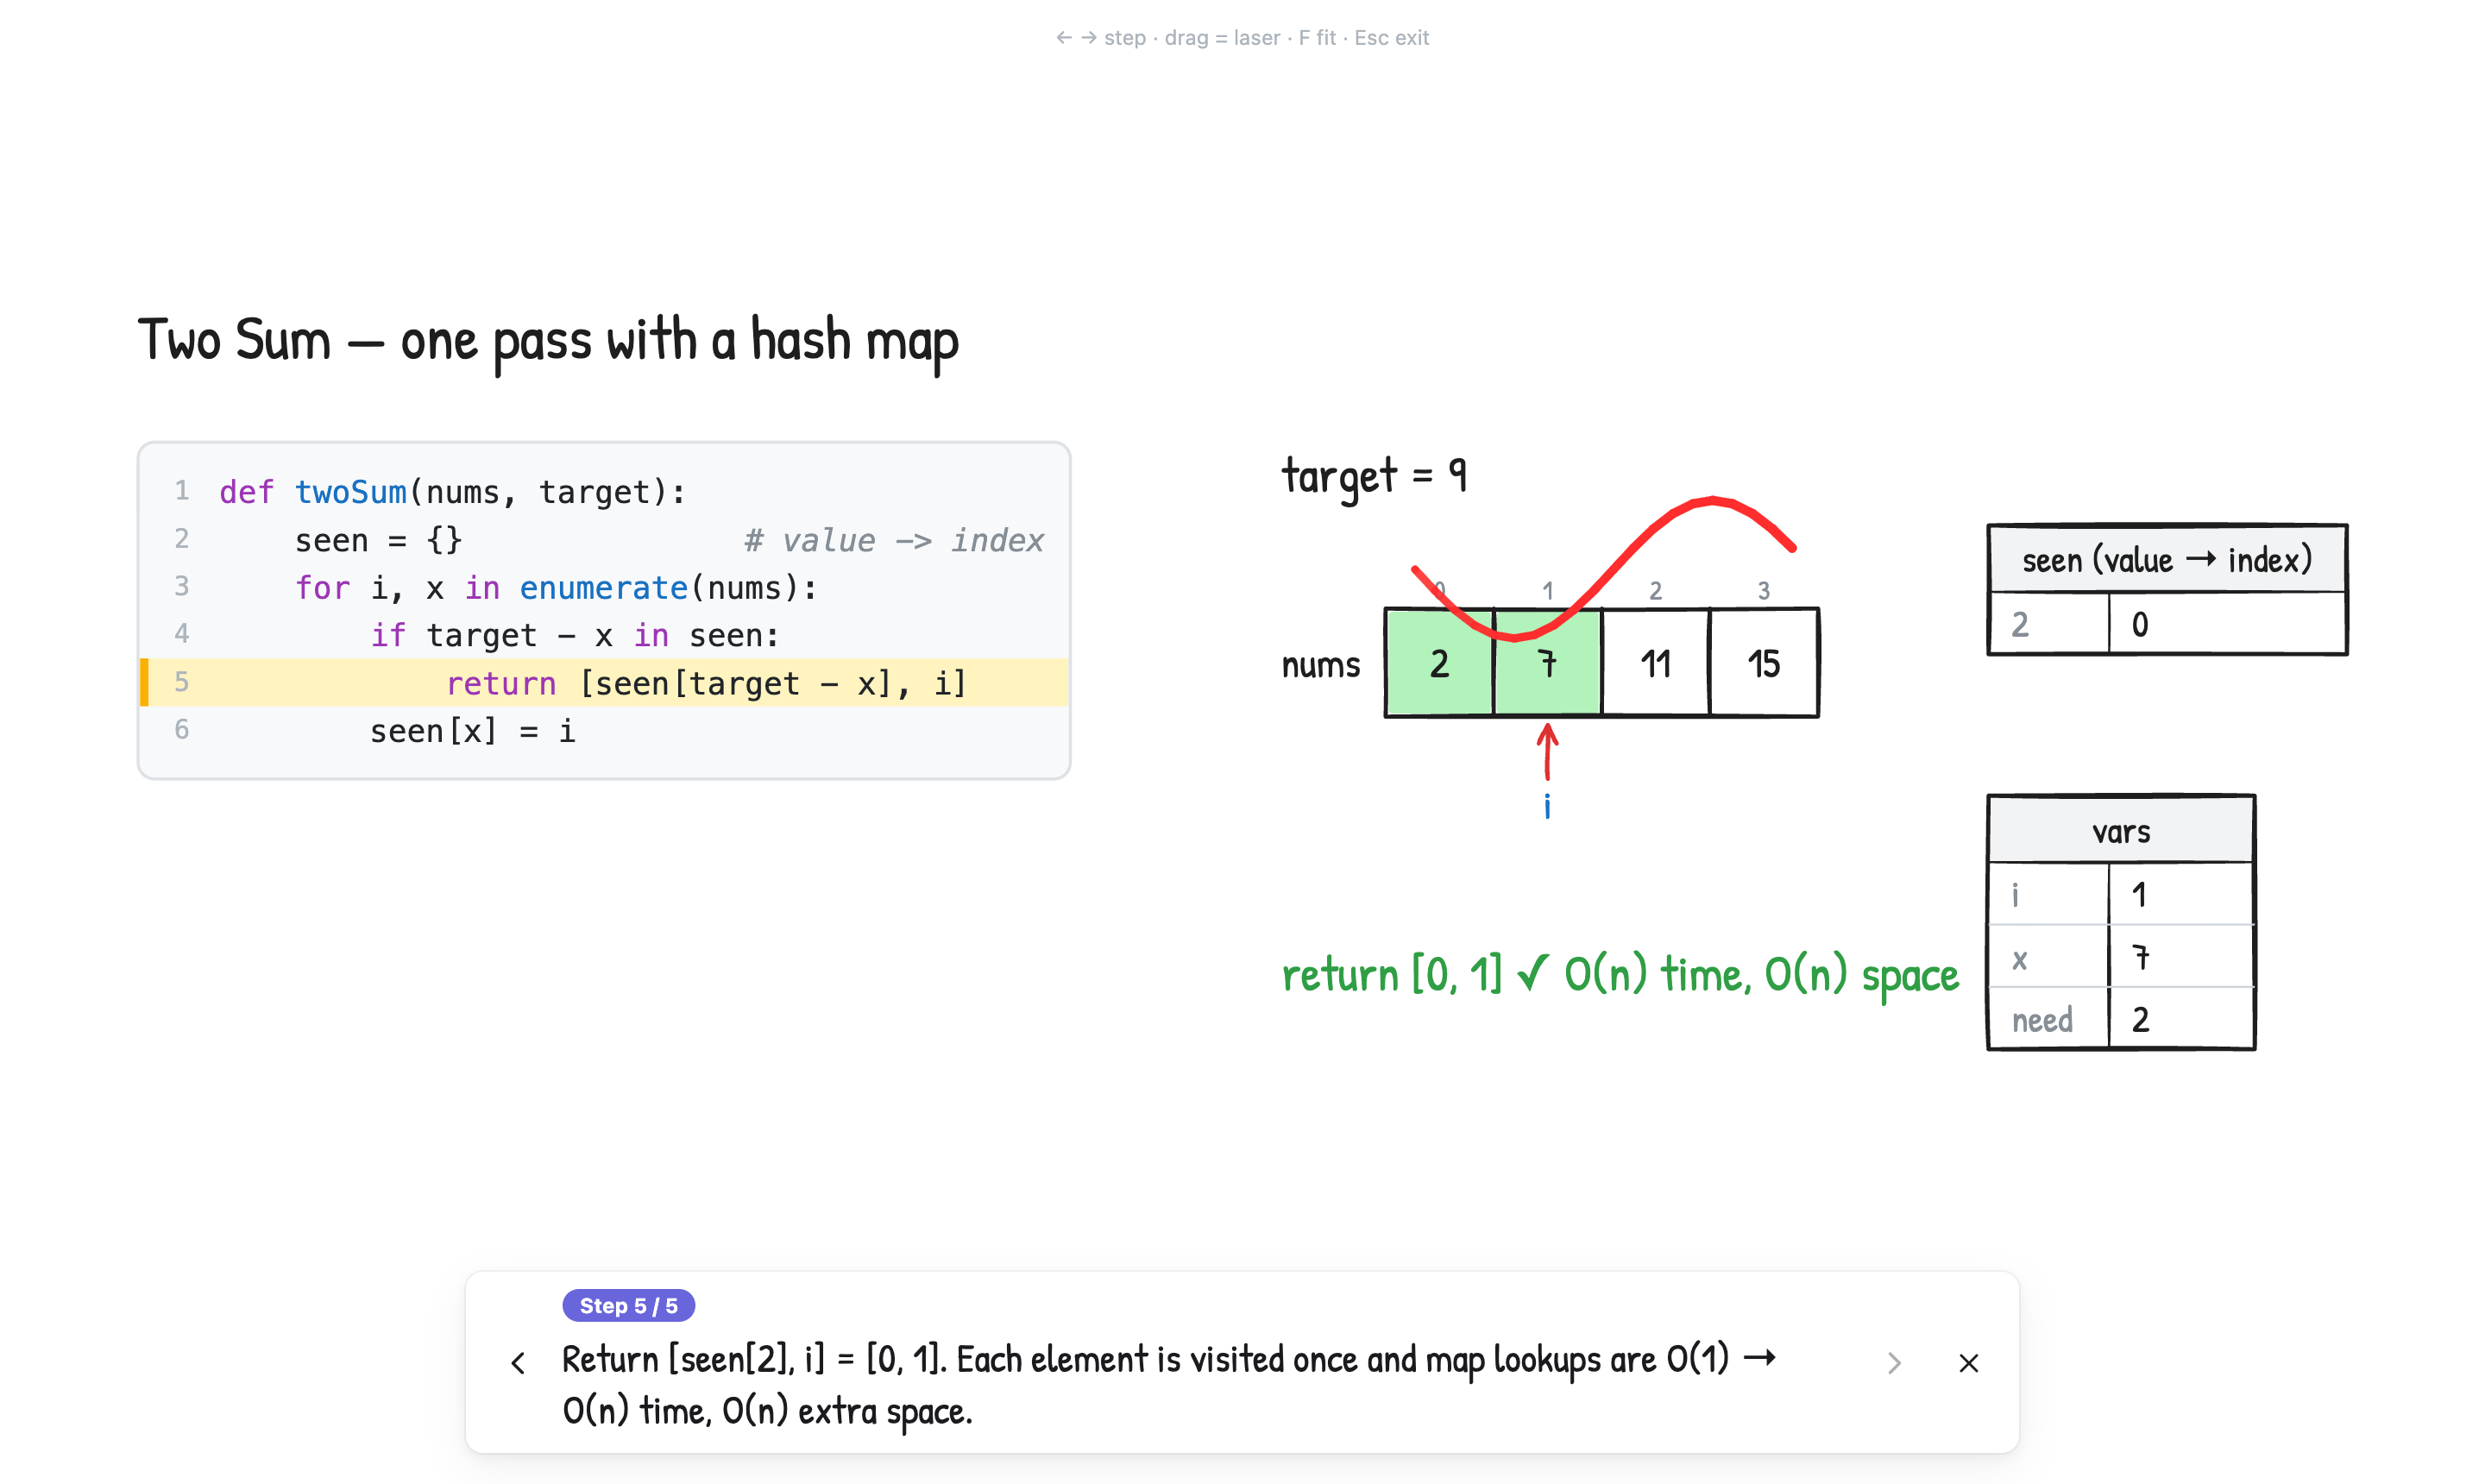 ← → step · drag = laser · F fit · Esc exit
Two Sum — one pass with a hash map
1 def twoSum(nums, target):
2 seen = {} # value -> index
3 for i, x in enumerate(nums):
4 if target - x in seen:
5 return [seen[target - x], i]
6 seen[x] = i
target = 9
0 1 2 3
nums 2 7 11 15
i
return [0, 1] ✓ O(n) time, O(n) space
seen (value → index)
2 0
vars
i 1
x 7
need 2
Step 5 / 5
Return [seen[2], i] = [0, 1]. Each element is visited once and map lookups are O(1) →
O(n) time, O(n) extra space.